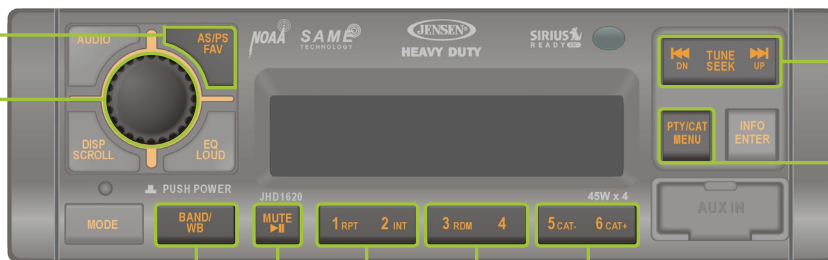 AUDIO
AS/PS
FAV
NOAA SAME
TECHNOLOGY
JENSEN®
HEAVY DUTY
SIRIUS
READY
TUNE
SEEK
DN
UP
DISP
SCROLL
EQ
LOUD
PTY/CAT
MENU
INFO
ENTER
PUSH POWER
JHD1620
45W x 4
AUX IN
MODE
BAND/
WB
MUTE
1 RPT 2 INT
3 RDM 4
5 CAT- 6 CAT+